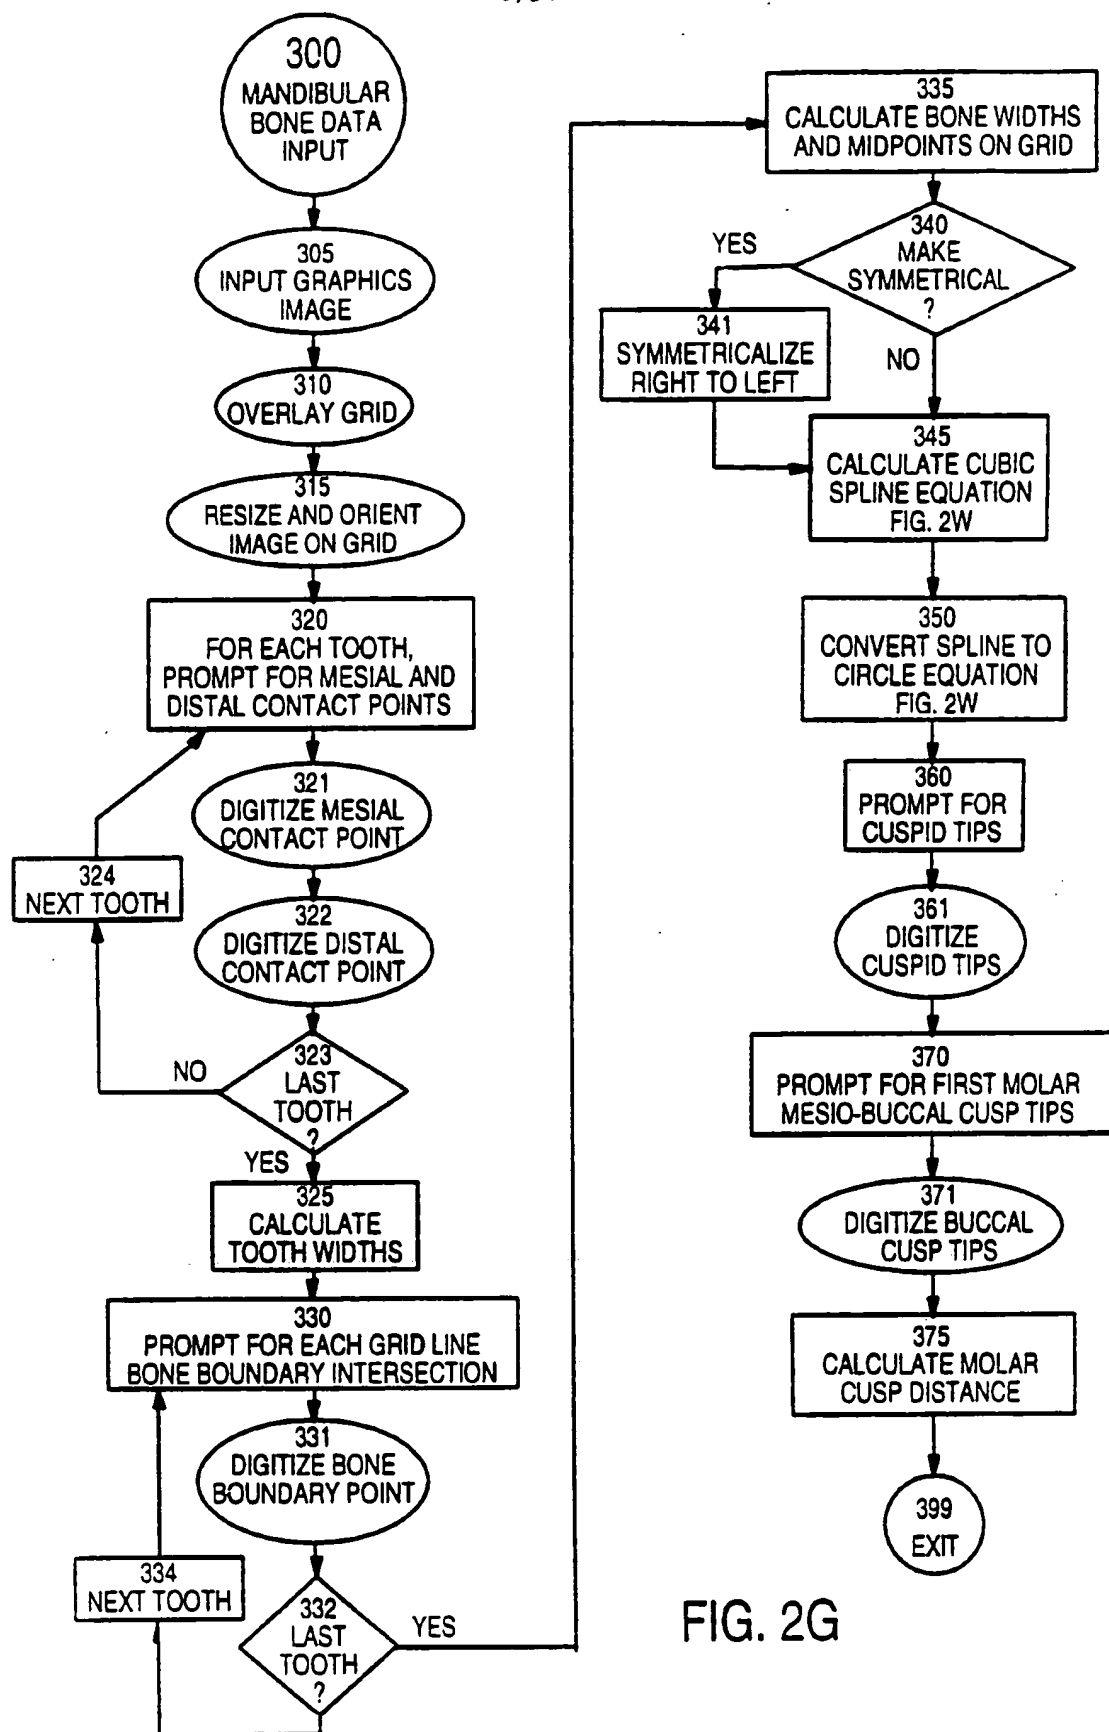 300
MANDIBULAR
BONE DATA
INPUT
305
INPUT GRAPHICS
IMAGE
310
OVERLAY GRID
315
RESIZE AND ORIENT
IMAGE ON GRID
320
FOR EACH TOOTH,
PROMPT FOR MESIAL AND
DISTAL CONTACT POINTS
321
DIGITIZE MESIAL
CONTACT POINT
324
NEXT TOOTH
322
DIGITIZE DISTAL
CONTACT POINT
323
LAST
TOOTH
?
NO
YES
325
CALCULATE
TOOTH WIDTHS
330
PROMPT FOR EACH GRID LINE
BONE BOUNDARY INTERSECTION
331
DIGITIZE BONE
BOUNDARY POINT
334
NEXT TOOTH
332
LAST
TOOTH
?
YES
335
CALCULATE BONE WIDTHS
AND MIDPOINTS ON GRID
340
MAKE
SYMMETRICAL
?
YES
NO
341
SYMMETRICALIZE
RIGHT TO LEFT
345
CALCULATE CUBIC
SPLINE EQUATION
FIG. 2W
350
CONVERT SPLINE TO
CIRCLE EQUATION
FIG. 2W
360
PROMPT FOR
CUSPID TIPS
361
DIGITIZE
CUSPID TIPS
370
PROMPT FOR FIRST MOLAR
MESIO-BUCCAL CUSP TIPS
371
DIGITIZE BUCCAL
CUSP TIPS
375
CALCULATE MOLAR
CUSP DISTANCE
399
EXIT
FIG. 2G